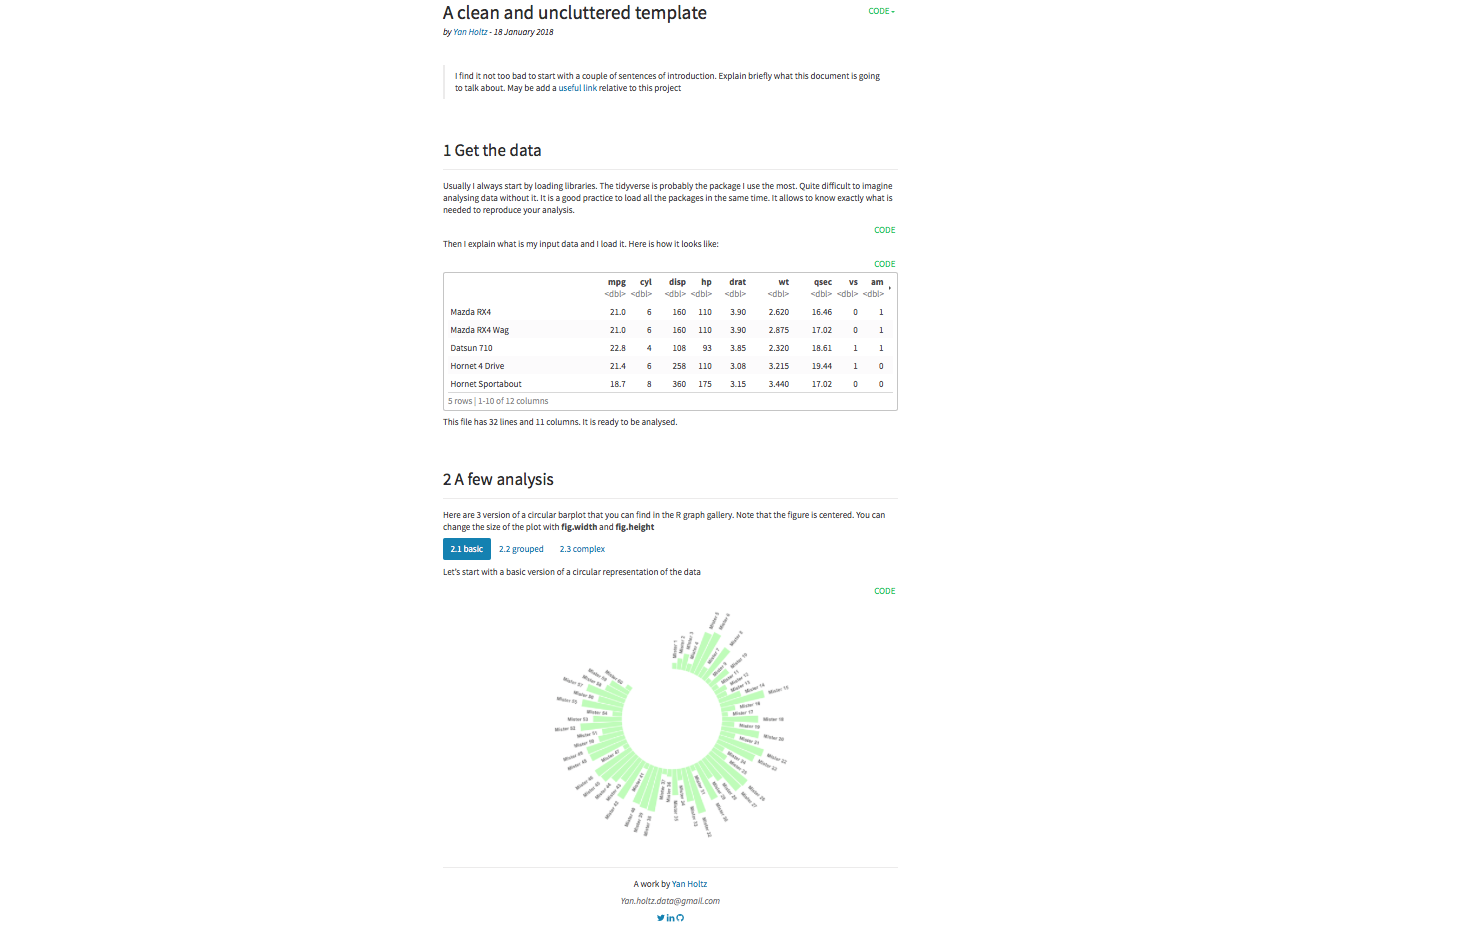 A clean and uncluttered template
CODE
by Yan Holtz - 18 January 2018
I find it not too bad to start with a couple of sentences of introduction. Explain briefly what this document is going
to talk about. May be add a useful link relative to this project
1 Get the data
Usually I always start by loading libraries. The tidyverse is probably the package I use the most. Quite difficult to imagine
analysing data without it. It is a good practice to load all the packages in the same time. It allows to know exactly what is
needed to reproduce your analysis.
CODE
Then I explain what is my input data and I load it. Here is how it looks like:
CODE
mpg cyl disp hp drat wt qsec vs am
<dbl> <dbl> <dbl> <dbl> <dbl> <dbl> <dbl> <dbl> <dbl>
Mazda RX4 21.0 6 160 110 3.90 2.620 16.46 0 1
Mazda RX4 Wag 21.0 6 160 110 3.90 2.875 17.02 0 1
Datsun 710 22.8 4 108 93 3.85 2.320 18.61 1 1
Hornet 4 Drive 21.4 6 258 110 3.08 3.215 19.44 1 0
Hornet Sportabout 18.7 8 360 175 3.15 3.440 17.02 0 0
5 rows | 1-10 of 12 columns
This file has 32 lines and 11 columns. It is ready to be analysed.
2 A few analysis
Here are 3 version of a circular barplot that you can find in the R graph gallery. Note that the figure is centered. You can
change the size of the plot with fig.width and fig.height
2.1 basic 2.2 grouped 2.3 complex
Let's start with a basic version of a circular representation of the data
CODE
A work by Yan Holtz
Yan.holtz.data@gmail.com